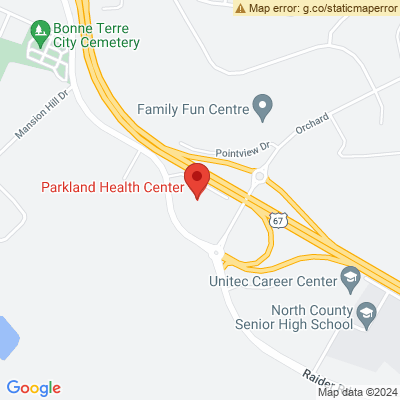 Map error: g.co/staticmaperror
Bonne Terre
City Cemetery
Mansion Hill Dr
Family Fun Centre
Orchard
Pointview Dr
Parkland Health Center
67
Unitec Career Center
North County
Senior High School
Raider
Google
Map data ©2024